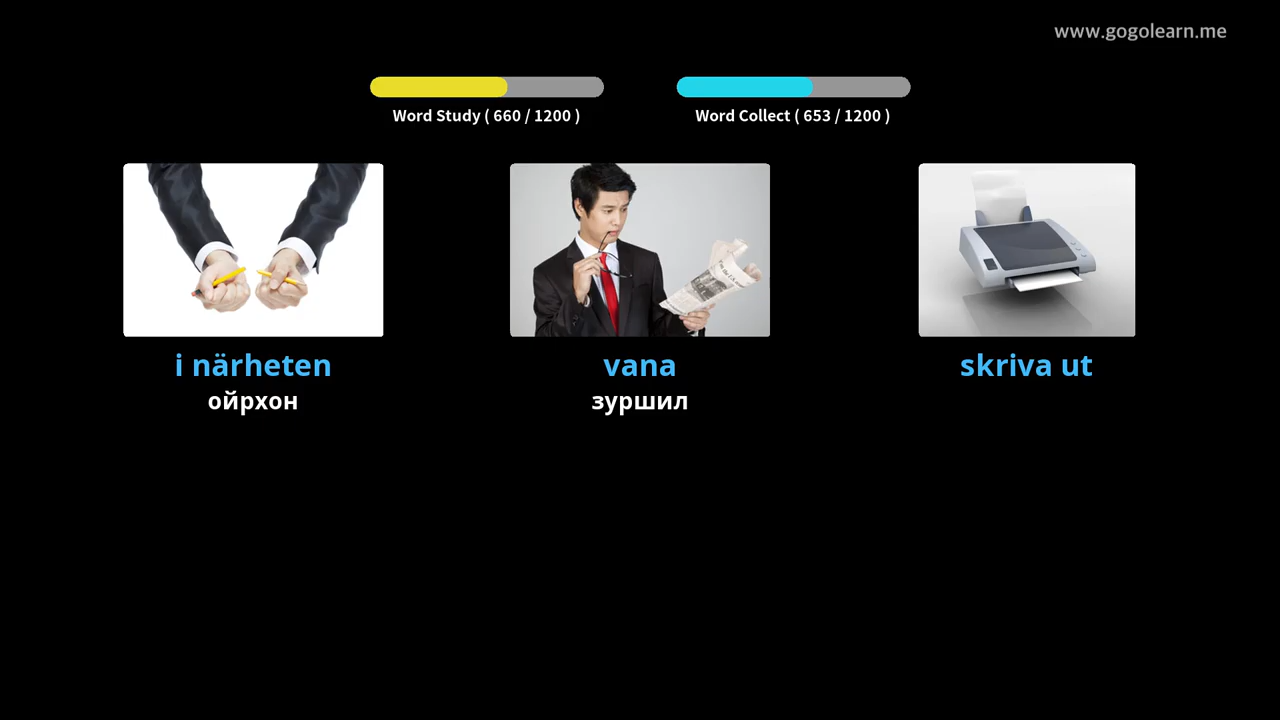 www.gogolearn.me
Word Study ( 660 / 1200 )
Word Collect ( 653 / 1200 )
i närheten
ойрхон
vana
зуршил
skriva ut